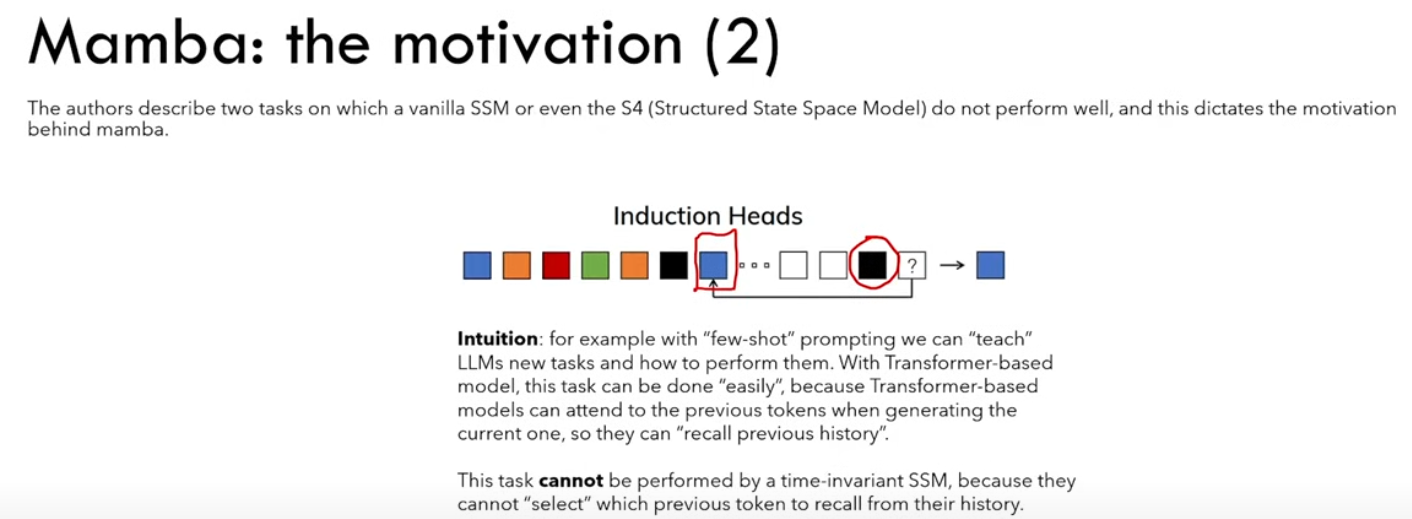 Mamba: the motivation (2)
The authors describe two tasks on which a vanilla SSM or even the S4 (Structured State Space Model) do not perform well, and this dictates the motivation
behind mamba.
Induction Heads
?
Intuition: for example with “few-shot” prompting we can “teach”
LLMs new tasks and how to perform them. With Transformer-based
model, this task can be done “easily”, because Transformer-based
models can attend to the previous tokens when generating the
current one, so they can “recall previous history”.
This task cannot be performed by a time-invariant SSM, because they
cannot “select” which previous token to recall from their history.